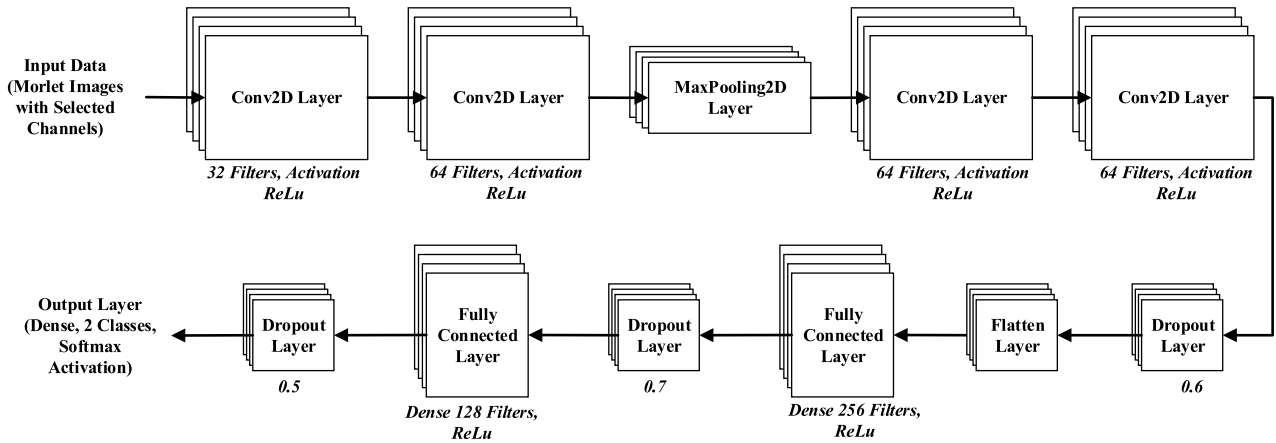 Input Data
(Morlet Images
with Selected
Channels)
Conv2D Layer
32 Filters, Activation
ReLu
Conv2D Layer
64 Filters, Activation
ReLu
MaxPooling2D
Layer
Conv2D Layer
64 Filters, Activation
ReLu
Conv2D Layer
64 Filters, Activation
ReLu
Output Layer
(Dense, 2 Classes,
Softmax
Activation)
Dropout
Layer
0.5
Fully
Connected
Layer
Dense 128 Filters,
ReLu
Dropout
Layer
0.7
Fully
Connected
Layer
Dense 256 Filters,
ReLu
Flatten
Layer
Dropout
Layer
0.6